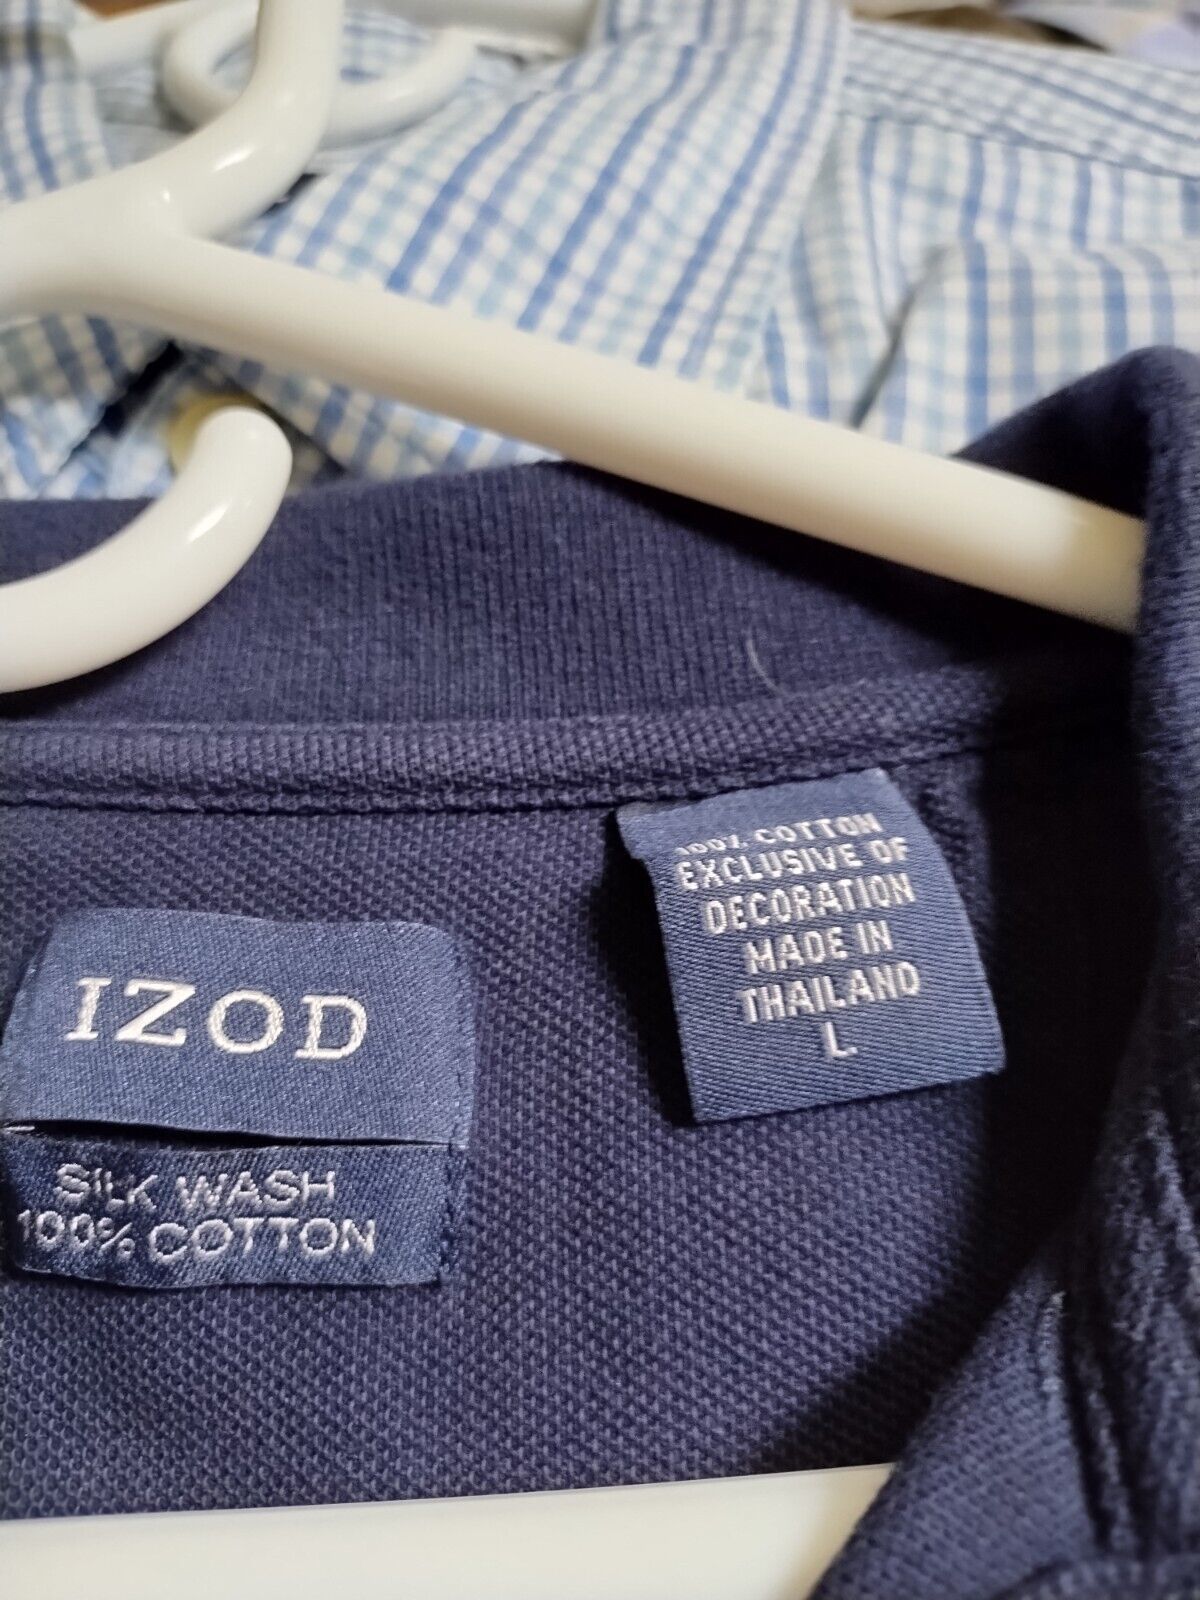 IZOD
SILK WASH
100% COTTON
100% COTTON
EXCLUSIVE OF
DECORATION
MADE IN
THAILAND
L